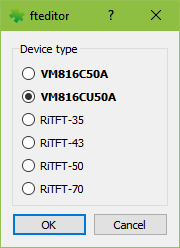 fteditor
Device type
VM816C50A
VM816CU50A
RiTFT-35
RiTFT-43
RiTFT-50
RiTFT-70
OK Cancel